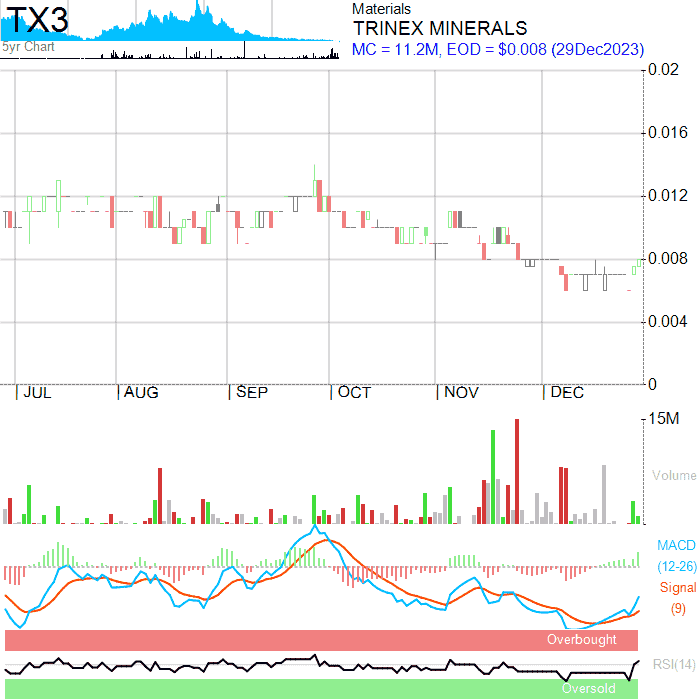 TX3
5yr Chart
Materials
TRINEX MINERALS
MC = 11.2M, EOD = $0.008 (29Dec2023)
0.02
0.016
0.012
0.008
0.004
0
JUL AUG SEP OCT NOV DEC
15M
Volume
MACD
(12-26)
Signal
(9)
Overbought
RSI(14)
Oversold